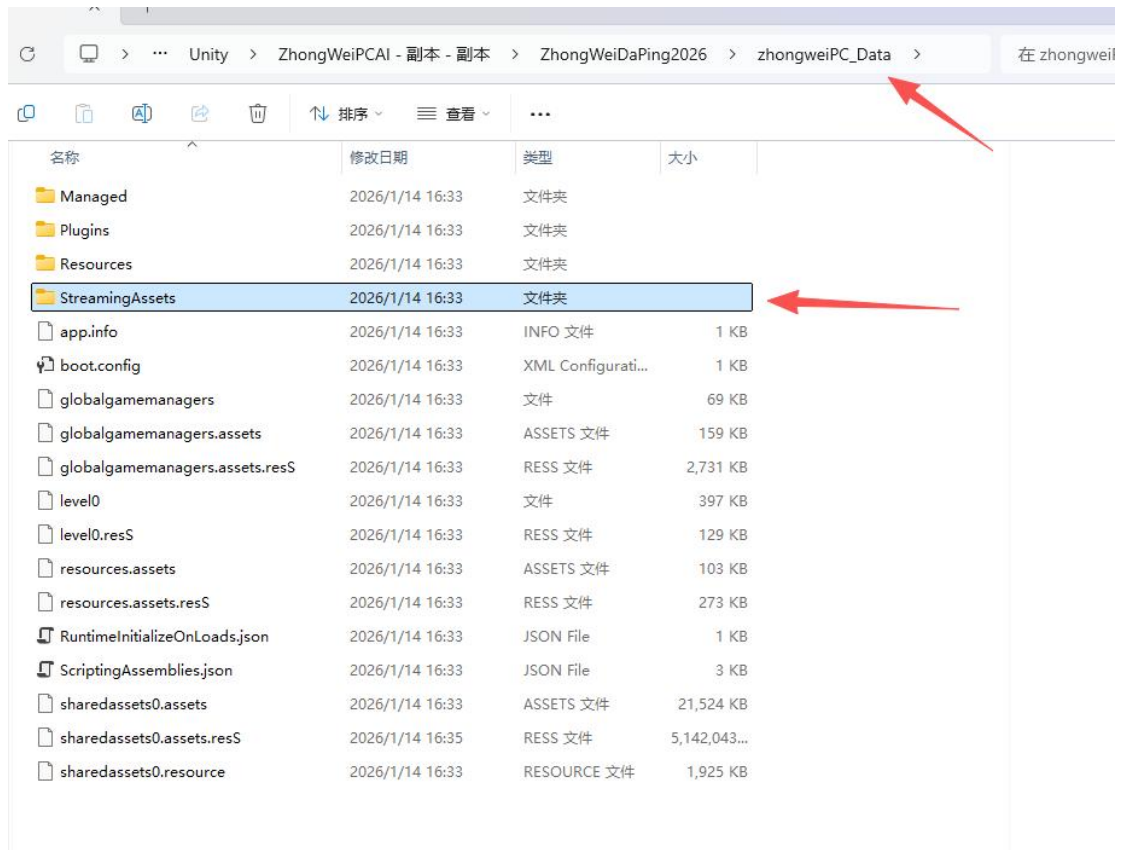 ··· Unity > ZhongWeiPCAI - 副本 - 副本 > ZhongWeiDaPing2026 > zhongweiPC_Data > 在 zhongwei
排序 查看 ···
名称 修改日期 类型 大小
Managed 2026/1/14 16:33 文件夹
Plugins 2026/1/14 16:33 文件夹
Resources 2026/1/14 16:33 文件夹
StreamingAssets 2026/1/14 16:33 文件夹
app.info 2026/1/14 16:33 INFO 文件 1 KB
boot.config 2026/1/14 16:33 XML Configurati... 1 KB
globalgamemanagers 2026/1/14 16:33 文件 69 KB
globalgamemanagers.assets 2026/1/14 16:33 ASSETS 文件 159 KB
globalgamemanagers.assets.resS 2026/1/14 16:33 RESS 文件 2,731 KB
level0 2026/1/14 16:33 文件 397 KB
level0.resS 2026/1/14 16:33 RESS 文件 129 KB
resources.assets 2026/1/14 16:33 ASSETS 文件 103 KB
resources.assets.resS 2026/1/14 16:33 RESS 文件 273 KB
RuntimeInitializeOnLoads.json 2026/1/14 16:33 JSON File 1 KB
ScriptingAssemblies.json 2026/1/14 16:33 JSON File 3 KB
sharedassets0.assets 2026/1/14 16:33 ASSETS 文件 21,524 KB
sharedassets0.assets.resS 2026/1/14 16:35 RESS 文件 5,142,043...
sharedassets0.resource 2026/1/14 16:33 RESOURCE 文件 1,925 KB